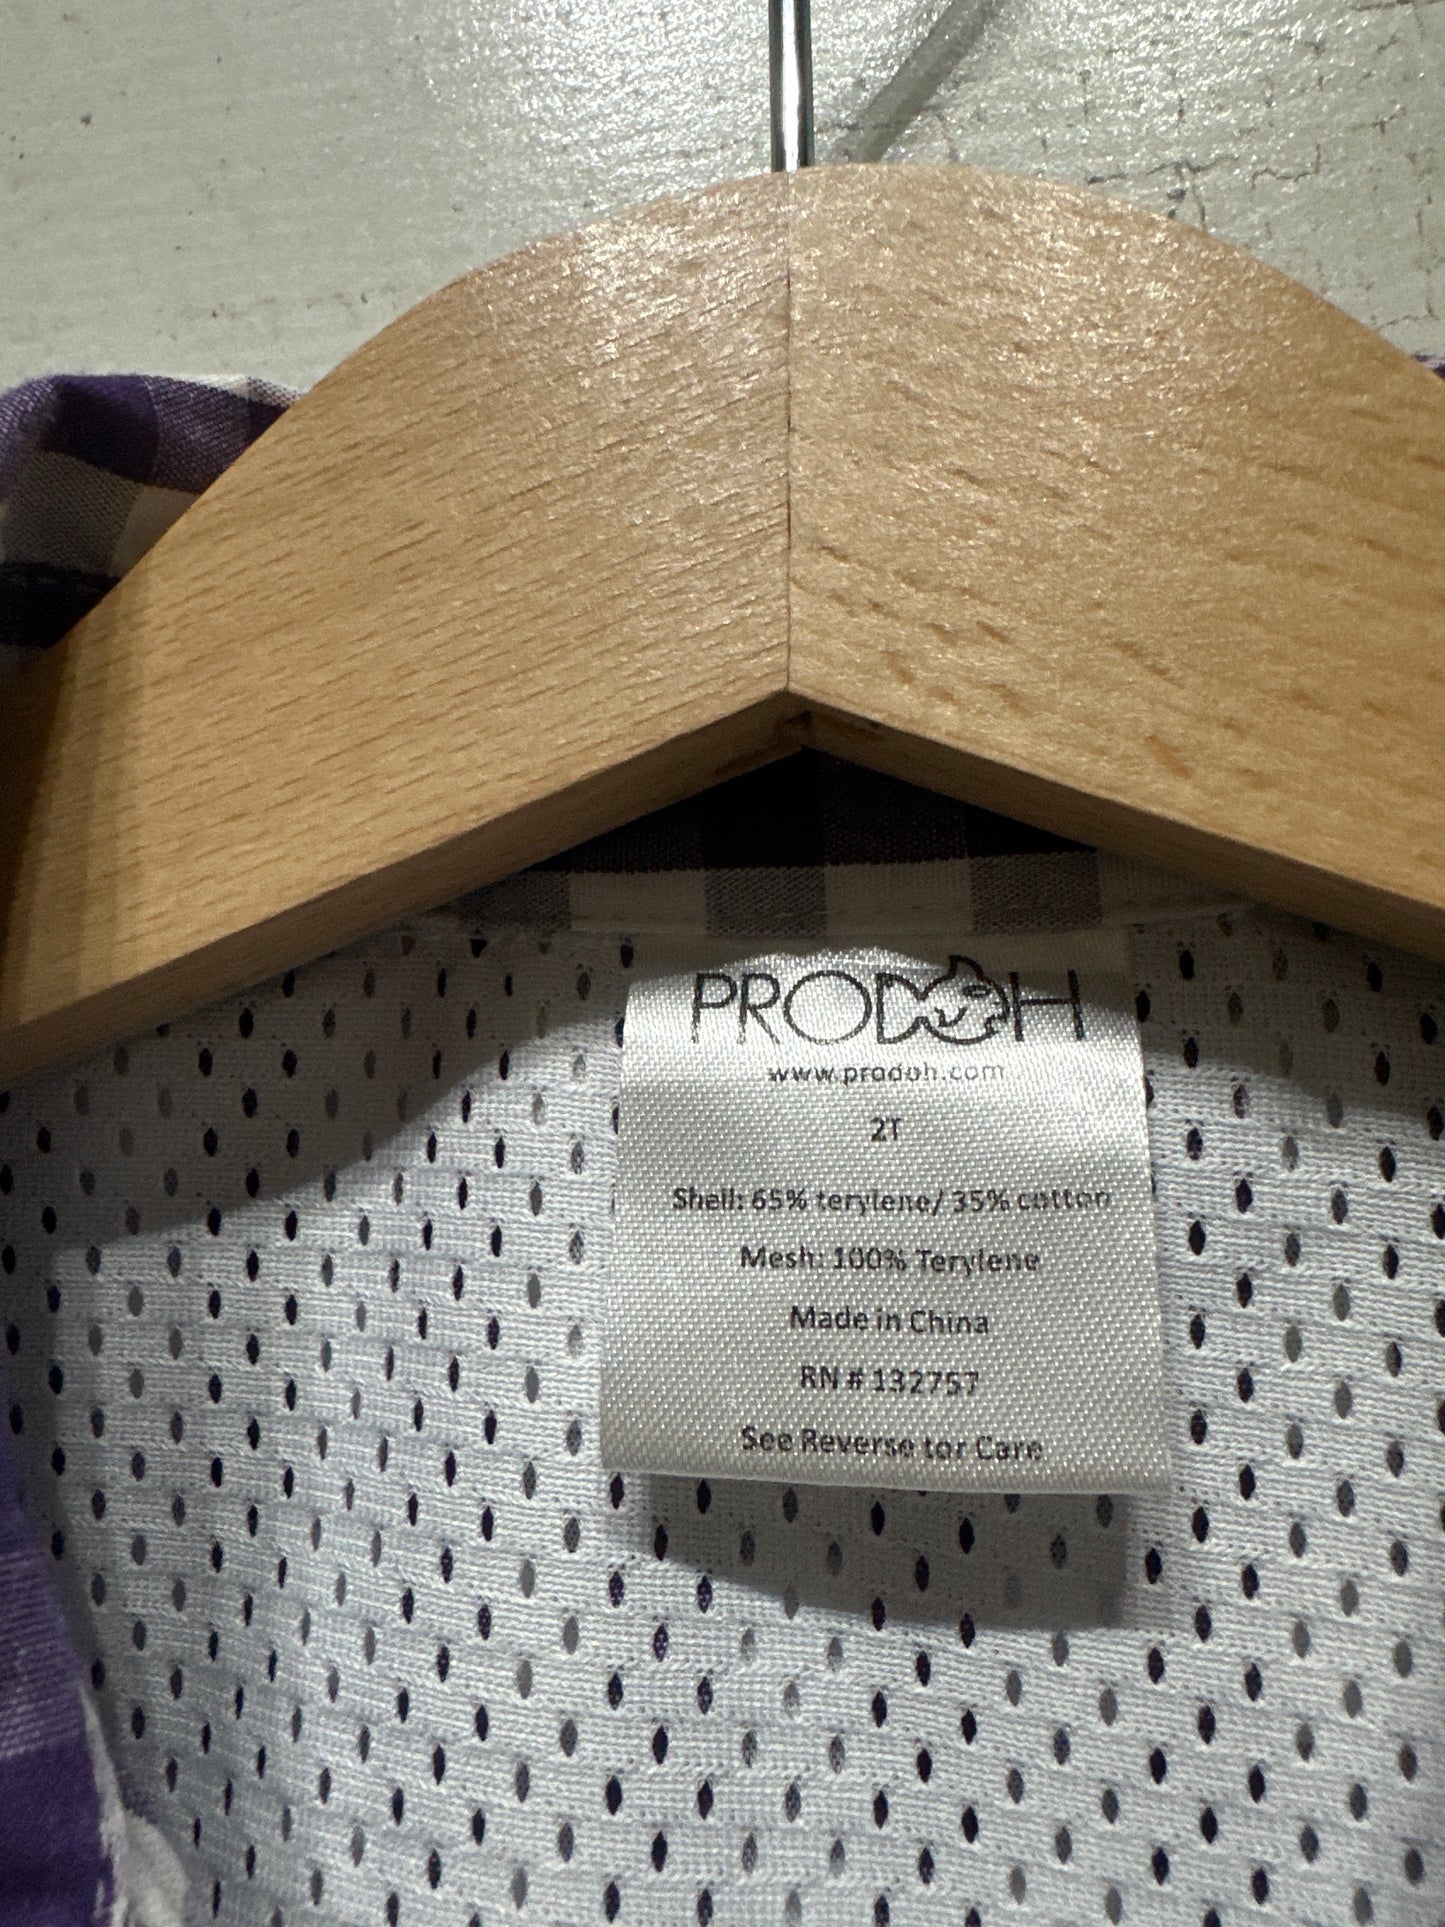 PRODOH
www.prodoh.com
2T
Shell: 65% terylene/ 35% cotton
Mesh: 100% Terylene
Made in China
RN # 132757
See Reverse for Care